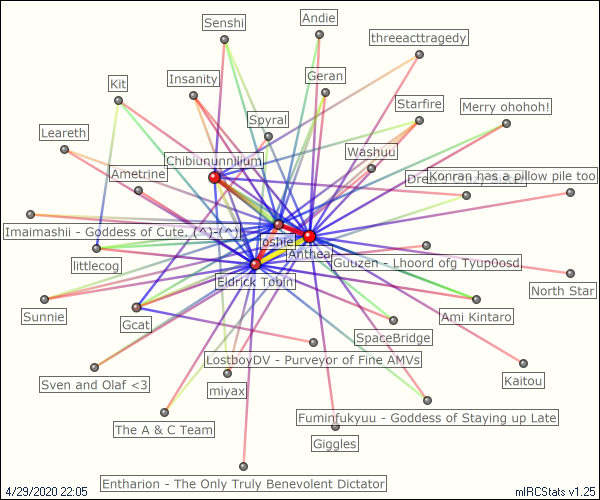 Senshi
Andie
threeacttragedy
Kit
Insanity
Geran
Starfire
Merry ohohoh!
Leareth
Spyral
Washuu
Chibiununnilium
Ametrine
Korran has a pillow pile too
Imaimashii - Goddess of Cute.. (^)-(^)
joshie
Anthea
Guuzen - Lhoord ofg Tyup0osd
littlecog
Eldrick Tobin
North Star
Sunnie
Gcat
Ami Kintaro
SpaceBridge
LostboyDV - Purveyor of Fine AMVs
Kaitou
Sven and Olaf <3
miyax
Fuminfukyuu - Goddess of Staying up Late
The A & C Team
Giggles
Entharion - The Only Truly Benevolent Dictator
4/29/2020 22:05
mIRCStats v1.25